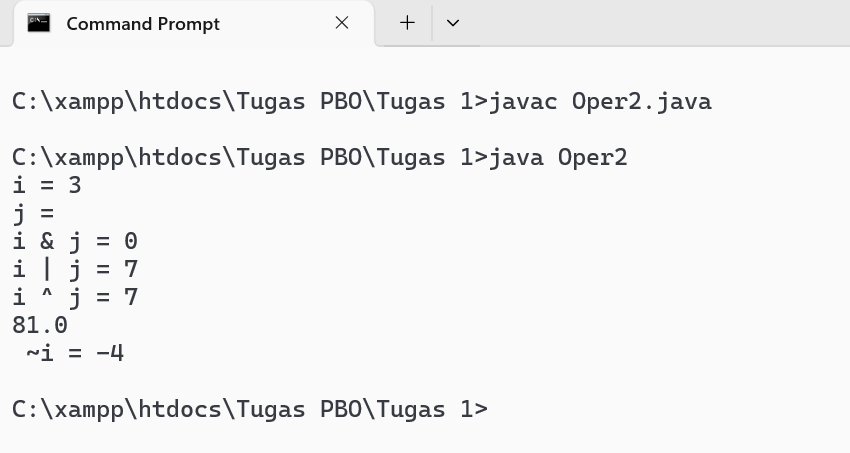 Command Prompt
C:\xampp\htdocs\Tugas PBO\Tugas 1>javac Oper2.java
C:\xampp\htdocs\Tugas PBO\Tugas 1>java Oper2
i = 3
j =
i & j = 0
i | j = 7
i ^ j = 7
81.0
 ~i = -4
C:\xampp\htdocs\Tugas PBO\Tugas 1>